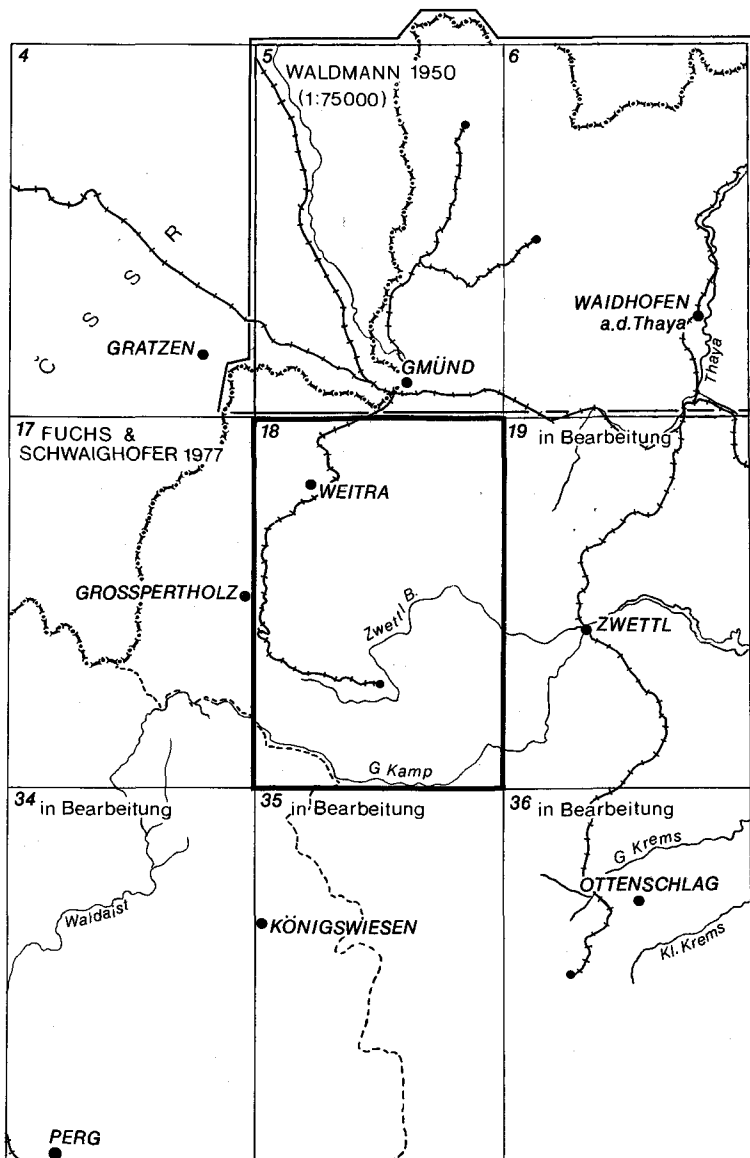 4
5
6
WALDMANN 1950
(1:75000)
ČSSR
WAIDHOFEN
a.d.Thaya
Thaya
GRATZEN
GMÜND
17 FUCHS &
SCHWAIGHOFER 1977
18
19 in Bearbeitung
WEITRA
GROSSPERTHOLZ
Zwettl B.
ZWETTL
G Kamp
34 in Bearbeitung
35 in Bearbeitung
36 in Bearbeitung
G Krems
OTTENSCHLAG
Waldaist
KÖNIGSWIESEN
Kl. Krems
PERG